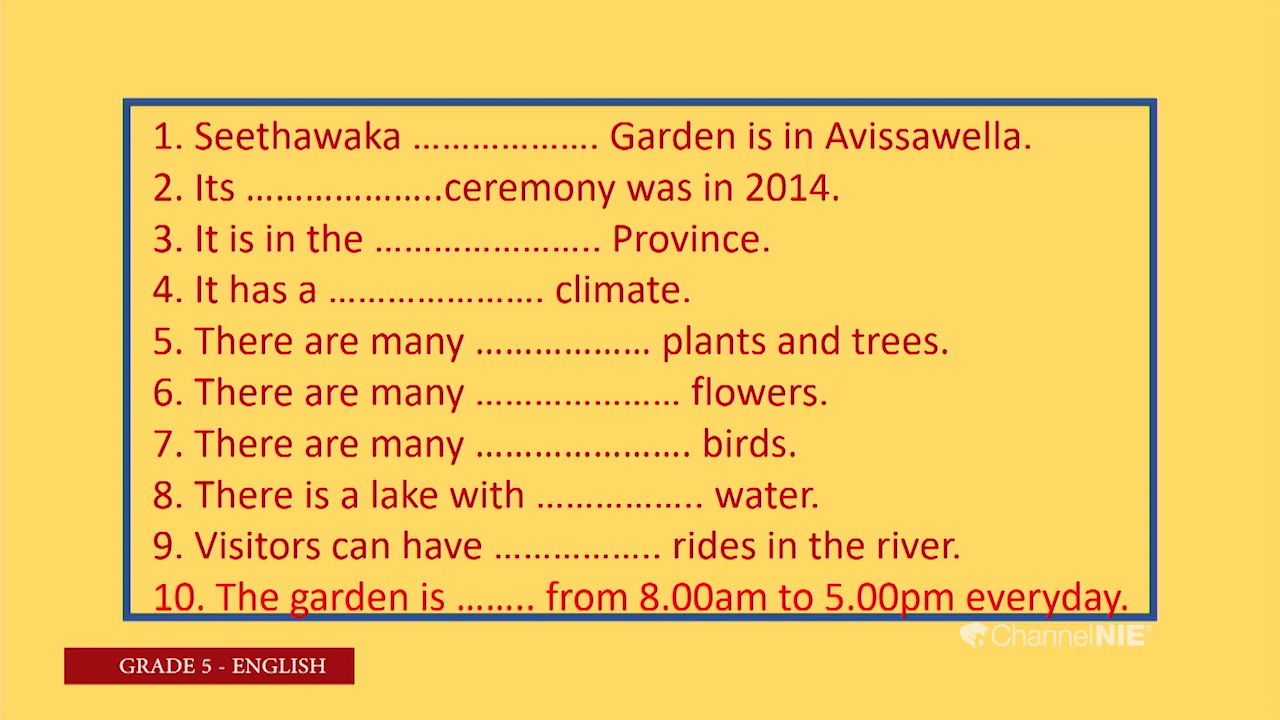 1. Seethawaka ………………. Garden is in Avissawella.
2. Its ………………..ceremony was in 2014.
3. It is in the ………………….. Province.
4. It has a …………………. climate.
5. There are many ……………… plants and trees.
6. There are many ………………… flowers.
7. There are many …………………. birds.
8. There is a lake with …………….. water.
9. Visitors can have …………….. rides in the river.
10. The garden is …….. from 8.00am to 5.00pm everyday.
ChannelNIE
GRADE 5 - ENGLISH